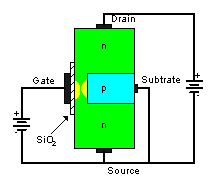 Drain
n
Gate
Subtrate
p
+
+
SiO2
n
Source